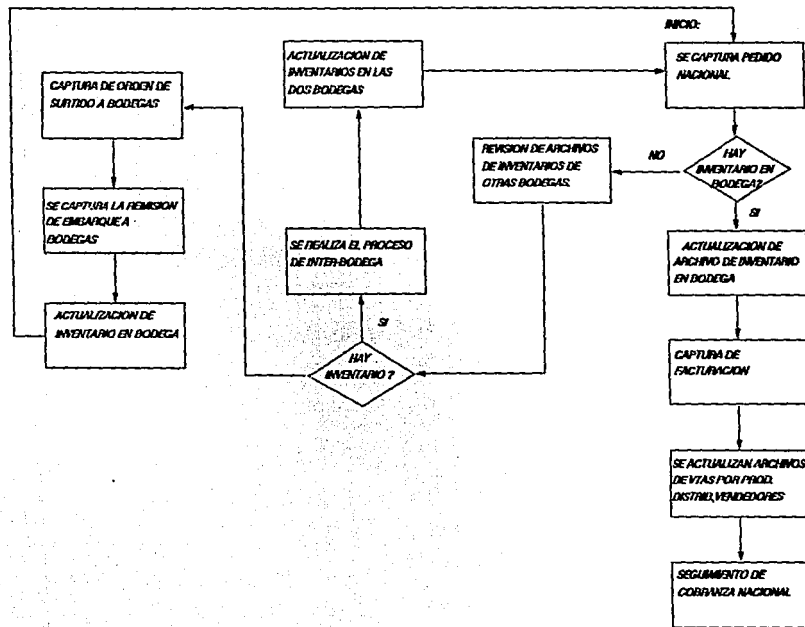 INICIO:
SE CAPTURA PEDIDO
NACIONAL
HAY
INVENTARIO EN
BODEGA?
NO
SI
REVISION DE ARCHIVOS
DE INVENTARIOS DE
OTRAS BODEGAS.
HAY
INVENTARIO ?
SI
SE REALIZA EL PROCESO
DE INTER-BODEGA
ACTUALIZACION DE
INVENTARIOS EN LAS
DOS BODEGAS
CAPTURA DE ORDEN DE
SURTIDO A BODEGAS
SE CAPTURA LA REMISION
DE EMBARQUE A
BODEGAS
ACTUALIZACION DE
INVENTARIO EN BODEGA
ACTUALIZACION DE
ARCHIVO DE INVENTARIO
EN BODEGA
CAPTURA DE
FACTURACION
SE ACTUALIZAN ARCHIVOS
DE VTAS POR PROD.
DISTRIB,VENDEDORES
SEGUIMIENTO DE
COBRANZA NACIONAL